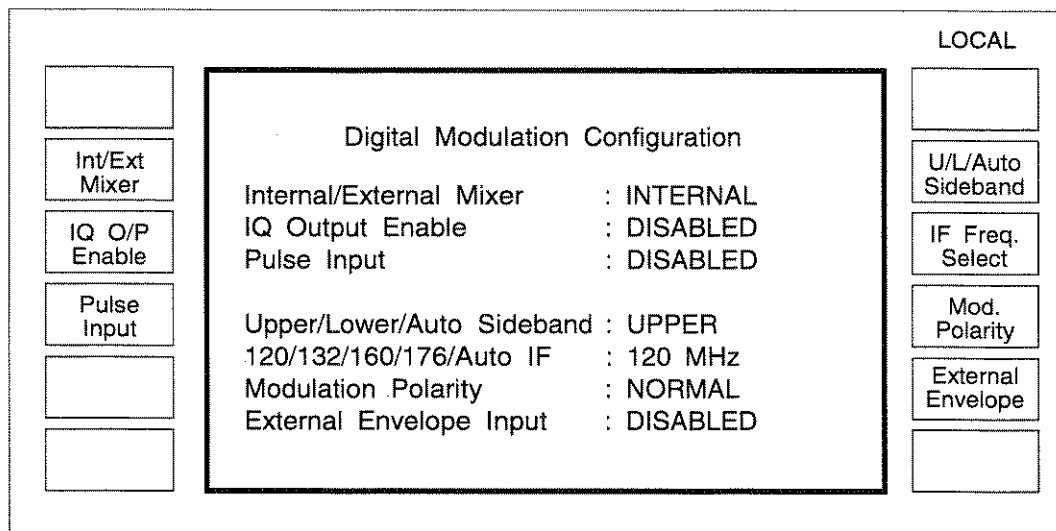 LOCAL
Int/Ext
Mixer
IQ O/P
Enable
Pulse
Input
Digital Modulation Configuration
Internal/External Mixer : INTERNAL
IQ Output Enable : DISABLED
Pulse Input : DISABLED
Upper/Lower/Auto Sideband : UPPER
120/132/160/176/Auto IF : 120 MHz
Modulation Polarity : NORMAL
External Envelope Input : DISABLED
U/L/Auto
Sideband
IF Freq.
Select
Mod.
Polarity
External
Envelope